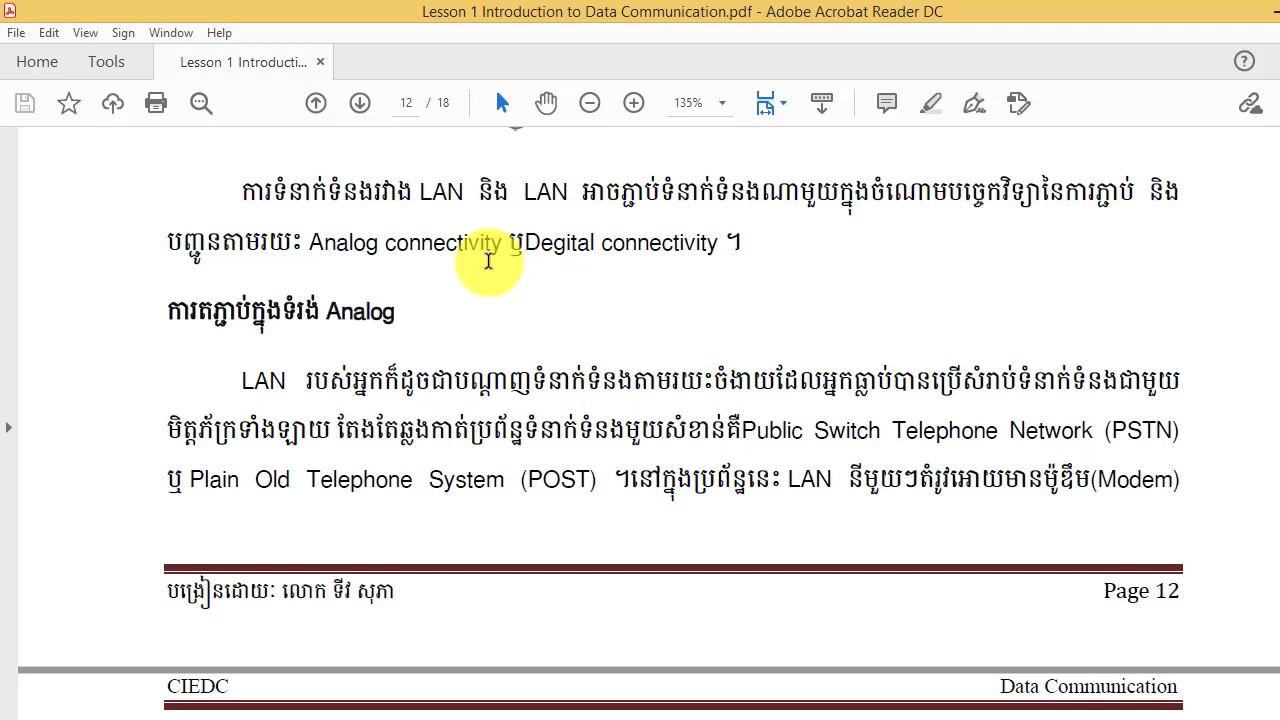 Lesson 1 Introduction to Data Communication.pdf - Adobe Acrobat Reader DC
File Edit View Sign Window Help
Home Tools Lesson 1 Introducti... ×
12 / 18 135%
ការទំនាក់ទំនងរវាង LAN និង LAN អាចភ្ជាប់ទំនាក់ទំនងណាមួយក្នុងចំណោមបច្ចេកវិទ្យានៃការភ្ជាប់ និង
បញ្ជូនតាមរយះ Analog connectivity ឬDegital connectivity ។
ការតភ្ជាប់ក្នុងទំរង់ Analog
LAN របស់អ្នកក៏ដូចជាបណ្តាញទំនាក់ទំនងតាមរយះចំងាយដែលអ្នកធ្លាប់បានប្រើសំរាប់ទំនាក់ទំនងជាមួយ
មិត្តភ័ក្រទាំងឡាយ តែងតែឆ្លងកាត់ប្រព័ន្ឋទំនាក់ទំនងមួយសំខាន់គឺPublic Switch Telephone Network (PSTN)
ឬ Plain Old Telephone System (POST) ។នៅក្នុងប្រព័ន្ឋនេះ LAN នីមួយៗតំរូវអោយមានម៉ូឌឹម(Modem)
បង្រៀនដោយ: លោក ទីវ សុភា Page 12
CIEDC Data Communication